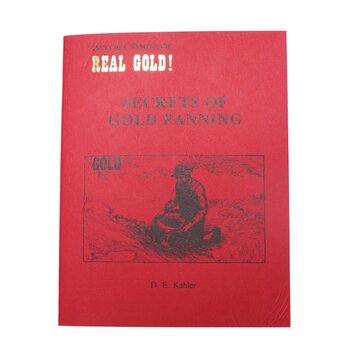 REAL GOLD!
SECRETS OF
GOLD PANNING
GOLD
D. E. Kahler